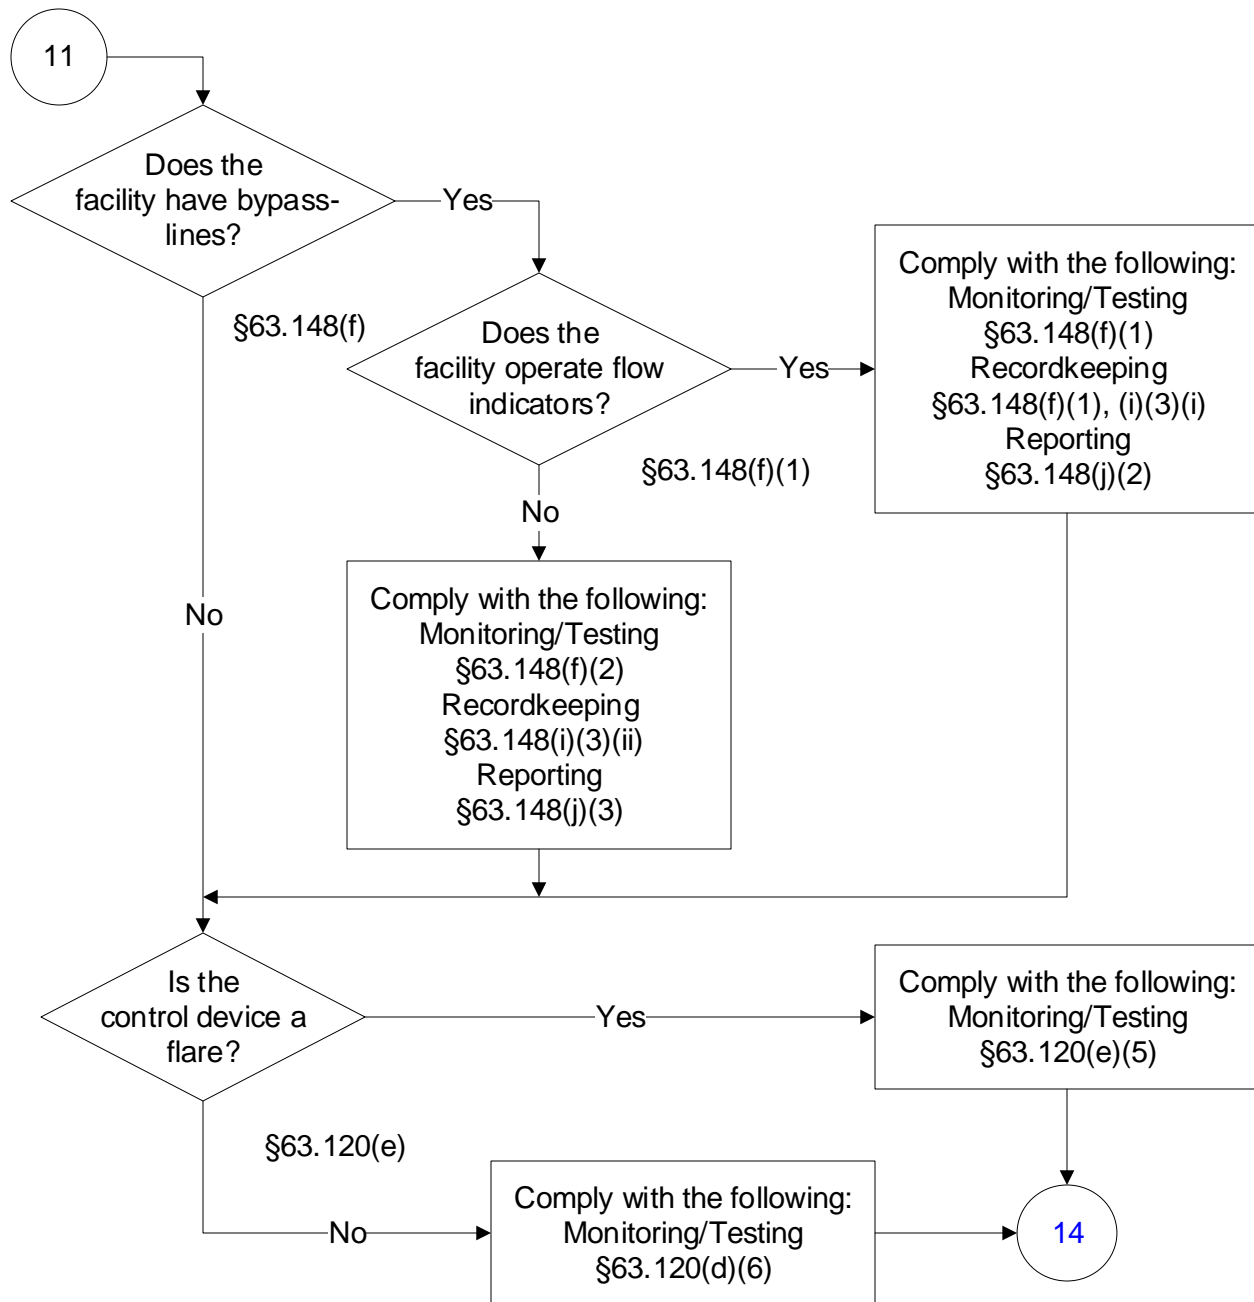 11
Does the
facility have bypass-
lines?
Yes
§63.148(f)
Does the
facility operate flow
indicators?
Yes
§63.148(f)(1)
Comply with the following:
Monitoring/Testing
§63.148(f)(1)
Recordkeeping
§63.148(f)(1), (i)(3)(i)
Reporting
§63.148(j)(2)
No
No
Comply with the following:
Monitoring/Testing
§63.148(f)(2)
Recordkeeping
§63.148(i)(3)(ii)
Reporting
§63.148(j)(3)
Is the
control device a
flare?
Yes
§63.120(e)
Comply with the following:
Monitoring/Testing
§63.120(e)(5)
No
Comply with the following:
Monitoring/Testing
§63.120(d)(6)
14